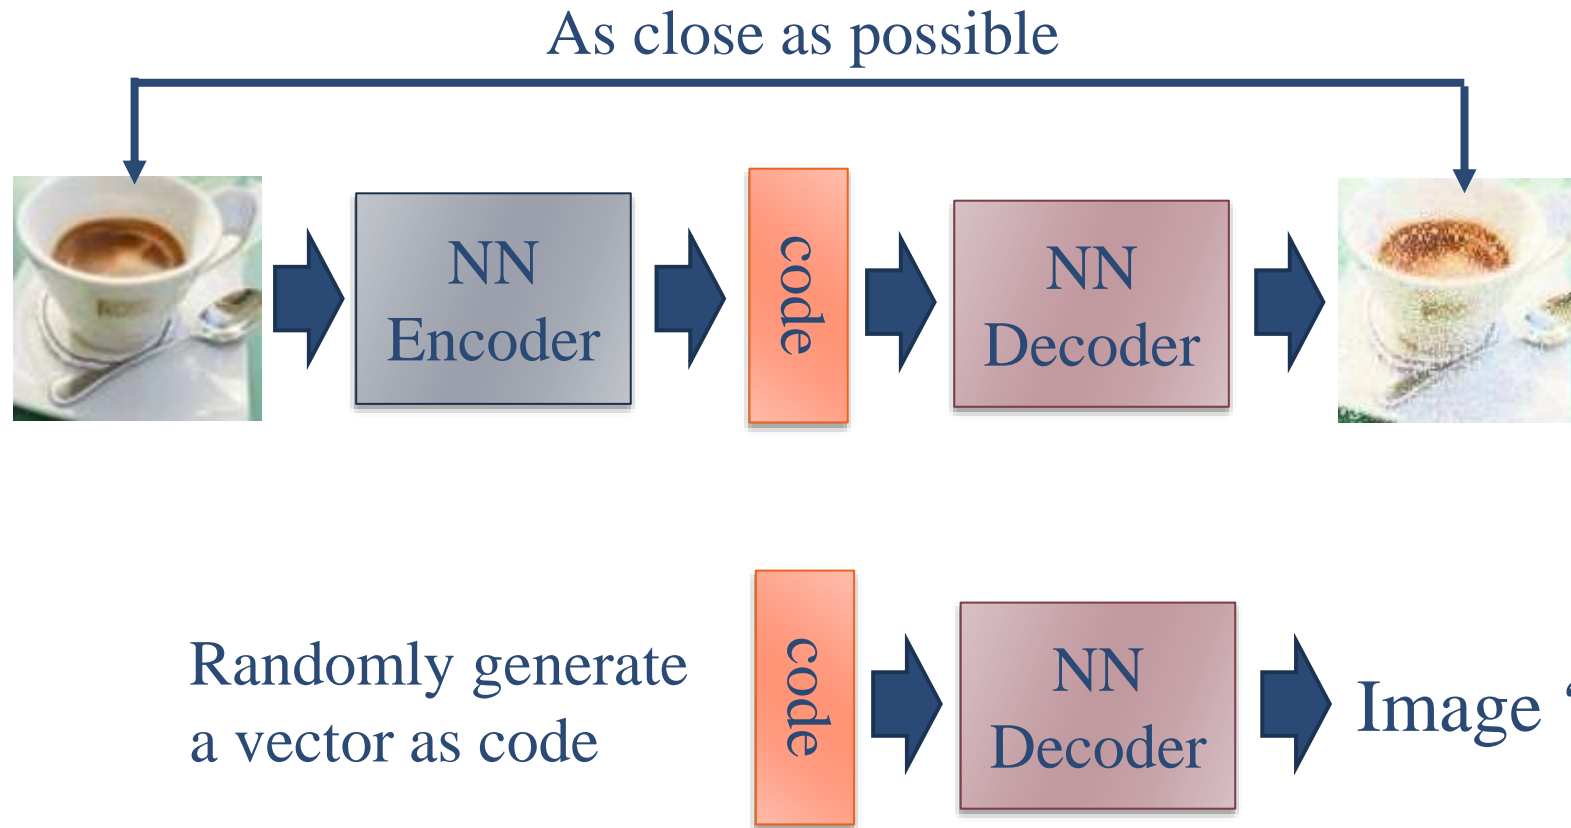 As close as possible
NN
Encoder
code
NN
Decoder
Randomly generate
a vector as code
code
NN
Decoder
Image